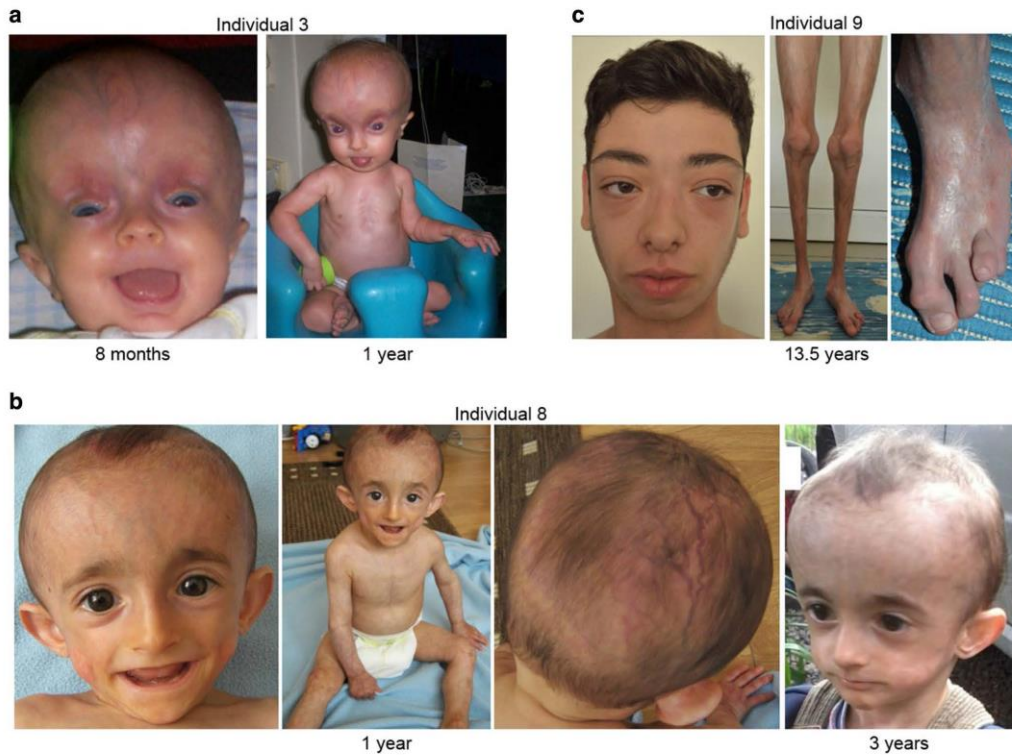 a
Individual 3
8 months
1 year
c
Individual 9
13.5 years
b
Individual 8
1 year
3 years